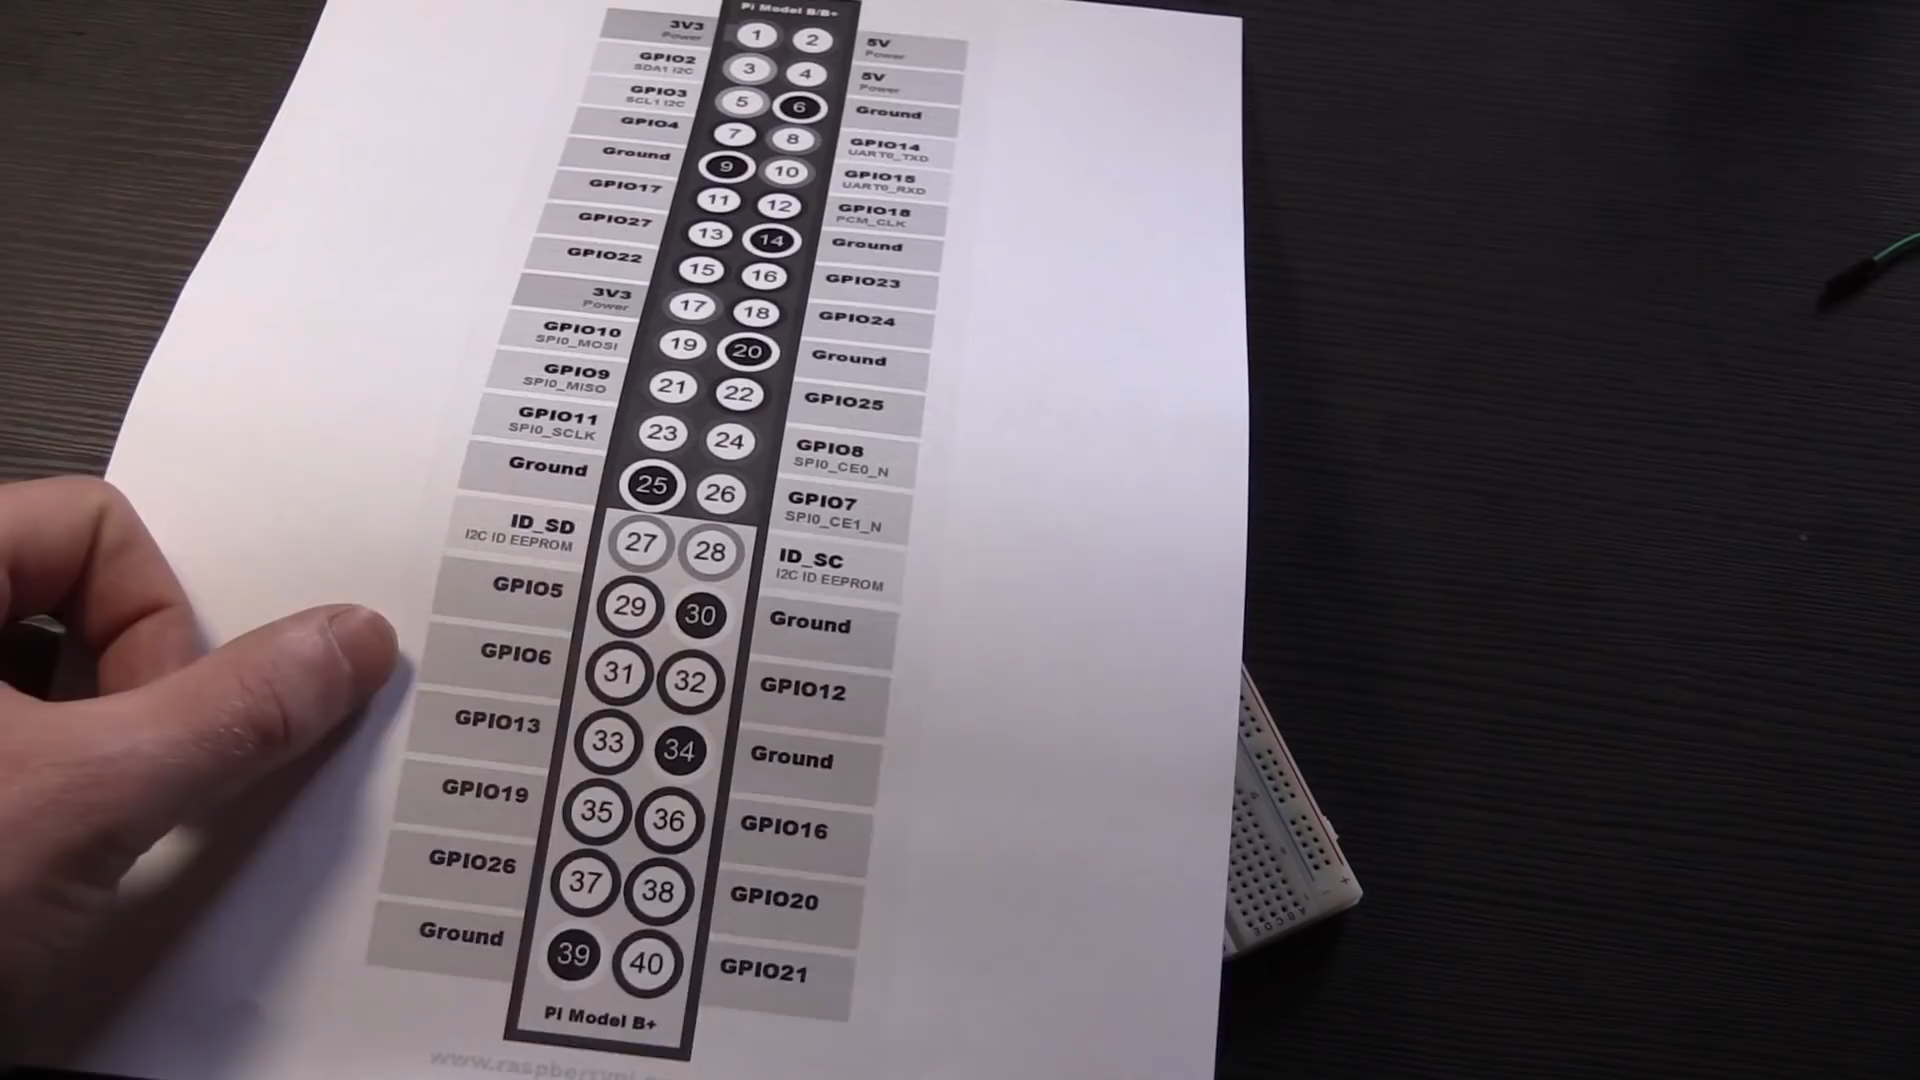 Pi Model B/B+
3V3
Power
1 2
5V
Power
GPIO2
SDA1 I2C
3 4
5V
Power
GPIO3
SCL1 I2C
5 6
Ground
GPIO4
7 8
GPIO14
UART0_TXD
Ground
9 10
GPIO15
UART0_RXD
GPIO17
11 12
GPIO18
PCM_CLK
GPIO27
13 14
Ground
GPIO22
15 16
GPIO23
3V3
Power
17 18
GPIO24
GPIO10
SPI0_MOSI
19 20
Ground
GPIO9
SPI0_MISO
21 22
GPIO25
GPIO11
SPI0_SCLK
23 24
GPIO8
SPI0_CE0_N
Ground
25 26
GPIO7
SPI0_CE1_N
ID_SD
I2C ID EEPROM
27 28
ID_SC
I2C ID EEPROM
GPIO5
29 30
Ground
GPIO6
31 32
GPIO12
GPIO13
33 34
Ground
GPIO19
35 36
GPIO16
GPIO26
37 38
GPIO20
Ground
39 40
GPIO21
Pi Model B+